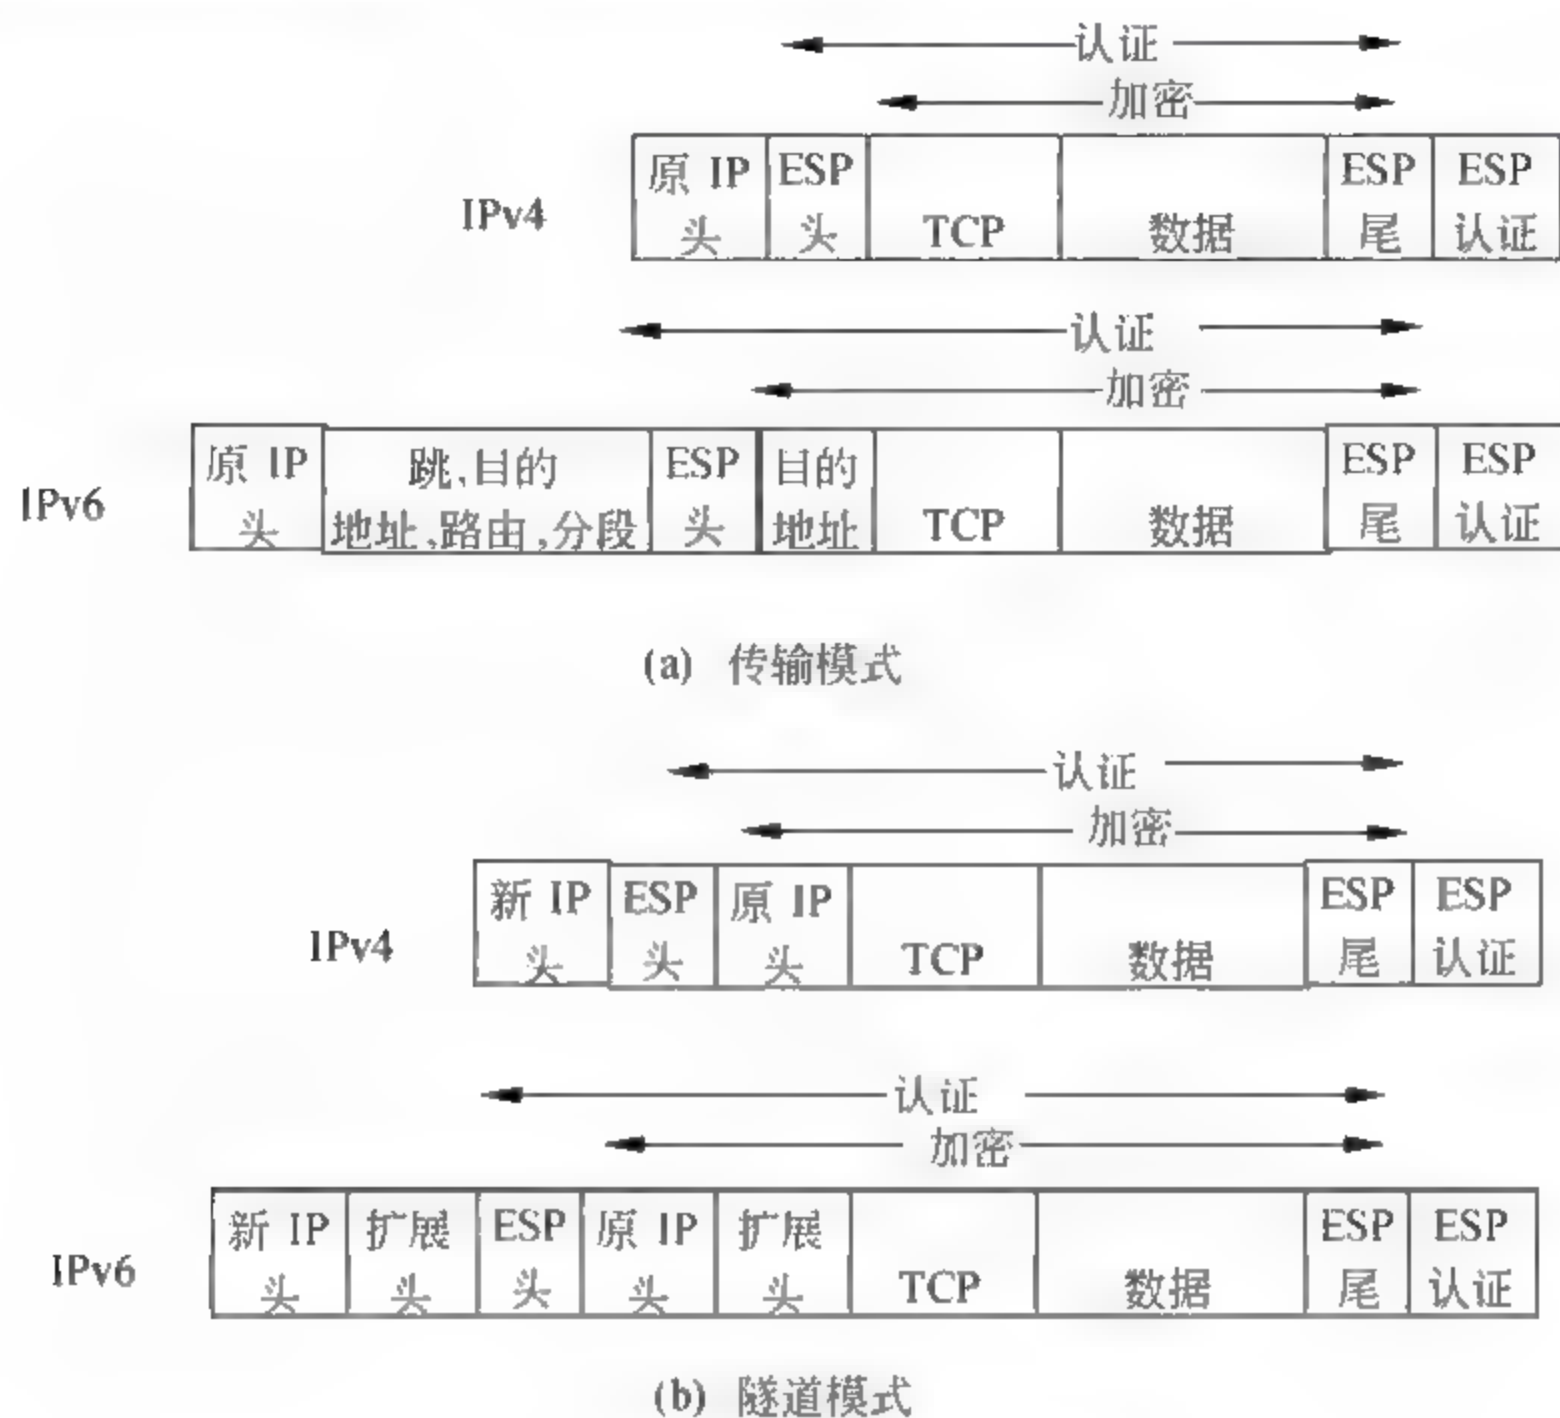 认证
加密
IPv4
原 IP 头
ESP 头
TCP
数据
ESP 尾
ESP 认证
认证
加密
IPv6
原 IP 头
跳,目的
地址,路由,分段
ESP 头
目的 地址
TCP
数据
ESP 尾
ESP 认证
(a) 传输模式
认证
加密
IPv4
新 IP 头
ESP 头
原 IP 头
TCP
数据
ESP 尾
ESP 认证
认证
加密
IPv6
新 IP 头
扩展 头
ESP 头
原 IP 头
扩展 头
TCP
数据
ESP 尾
ESP 认证
(b) 隧道模式